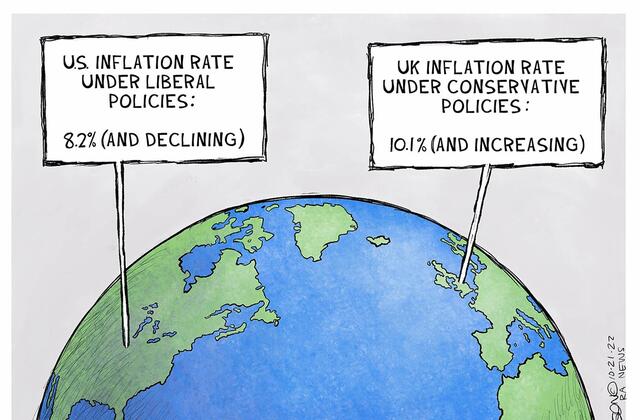 U.S. INFLATION RATE
UNDER LIBERAL
POLICIES:
8.2% (AND DECLINING)
UK INFLATION RATE
UNDER CONSERVATIVE
POLICIES:
10.1% (AND INCREASING)
©10-21-22
RA NEWS